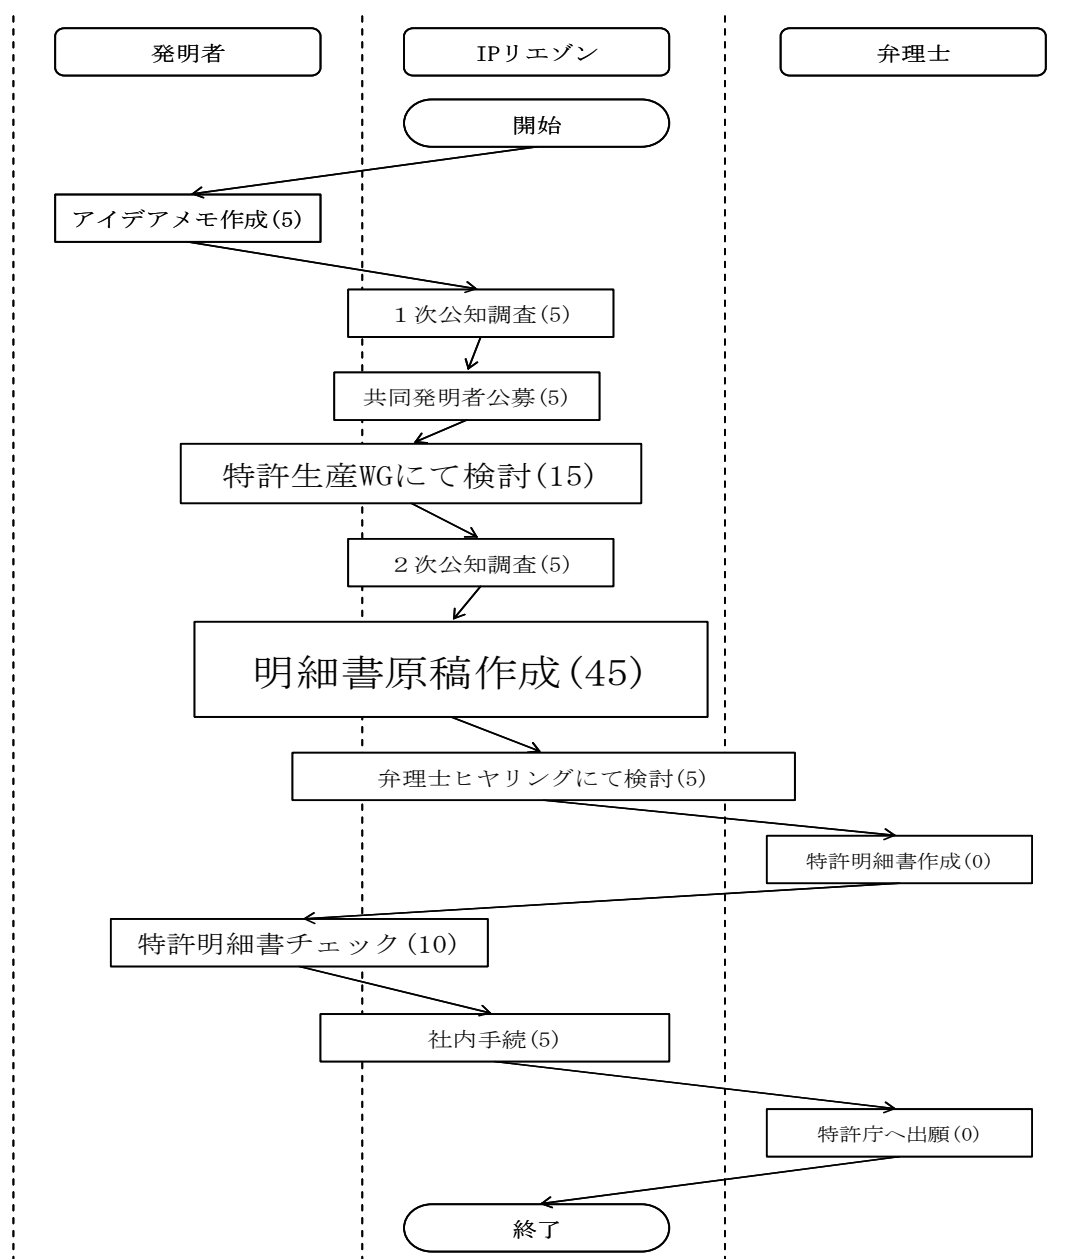 発明者
IPリエゾン
弁理士
開始
アイデアメモ作成(5)
１次公知調査(5)
共同発明者公募(5)
特許生産WGにて検討(15)
２次公知調査(5)
明細書原稿作成(45)
弁理士ヒヤリングにて検討(5)
特許明細書作成(0)
特許明細書チェック(10)
社内手続(5)
特許庁へ出願(0)
終了